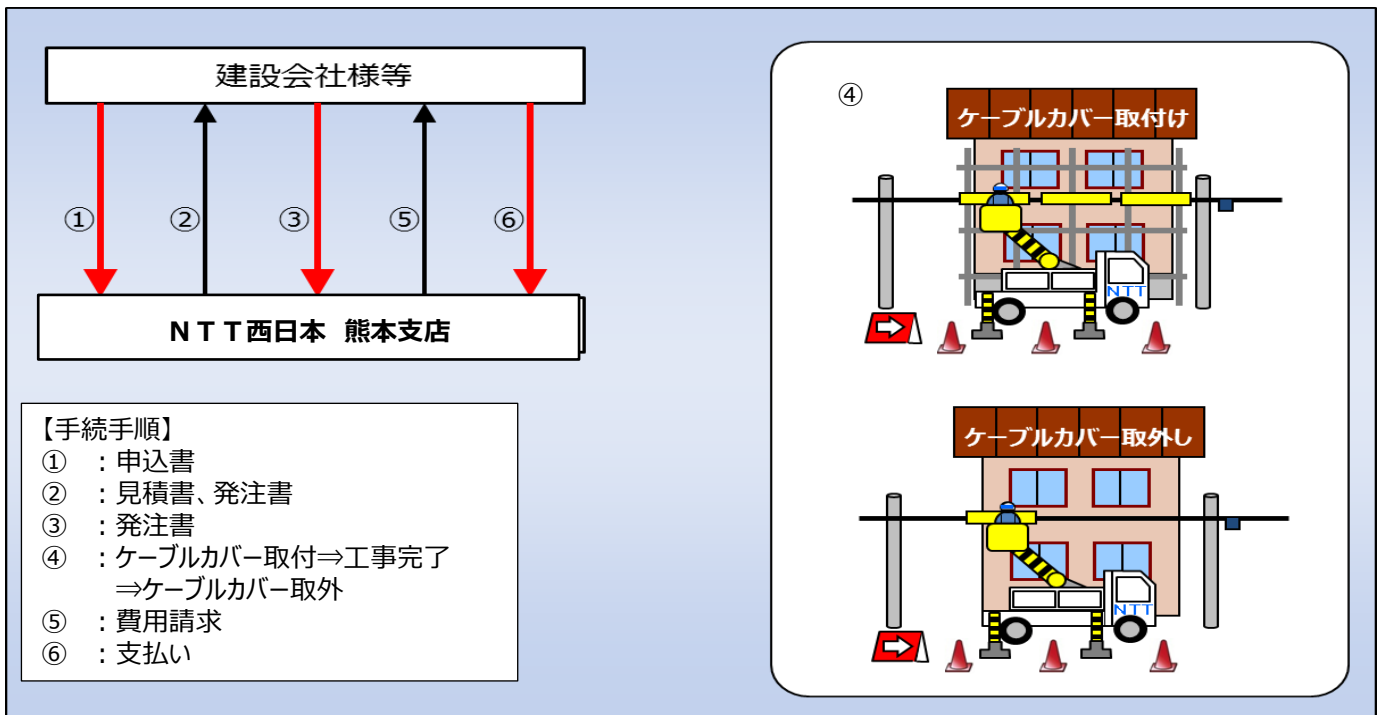 建設会社様等
①
②
③
⑤
⑥
ＮＴＴ西日本 熊本支店
【手続手順】
① ：申込書
② ：見積書、発注書
③ ：発注書
④ ：ケーブルカバー取付⇒工事完了
⇒ケーブルカバー取外
⑤ ：費用請求
⑥ ：支払い
④
ケーブルカバー取付け
NTT
ケーブルカバー取外し
NTT